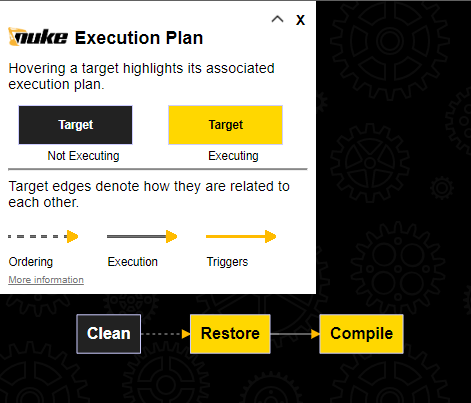 X
nuke Execution Plan
Hovering a target highlights its associated
execution plan.
Target Target
Not Executing Executing
Target edges denote how they are related to
each other.
Ordering Execution Triggers
More information
Clean Restore Compile